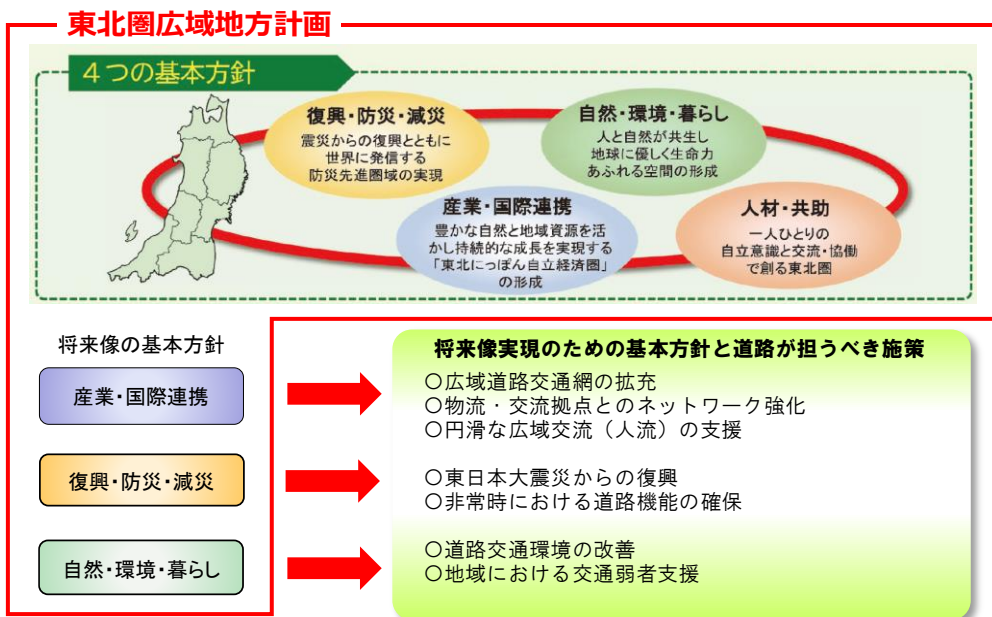 東北圏広域地方計画
4つの基本方針
復興・防災・減災
震災からの復興とともに
世界に発信する
防災先進圏域の実現
自然・環境・暮らし
人と自然が共生し
地球に優しく生命力
あふれる空間の形成
産業・国際連携
豊かな自然と地域資源を活
かし持続的な成長を実現する
「東北にっぽん自立経済圏」
の形成
人材・共助
一人ひとりの
自立意識と交流・協働
で創る東北圏
将来像の基本方針
産業・国際連携
復興・防災・減災
自然・環境・暮らし
将来像実現のための基本方針と道路が担うべき施策
〇広域道路交通網の拡充
〇物流・交流拠点とのネットワーク強化
〇円滑な広域交流（人流）の支援
〇東日本大震災からの復興
〇非常時における道路機能の確保
〇道路交通環境の改善
〇地域における交通弱者支援